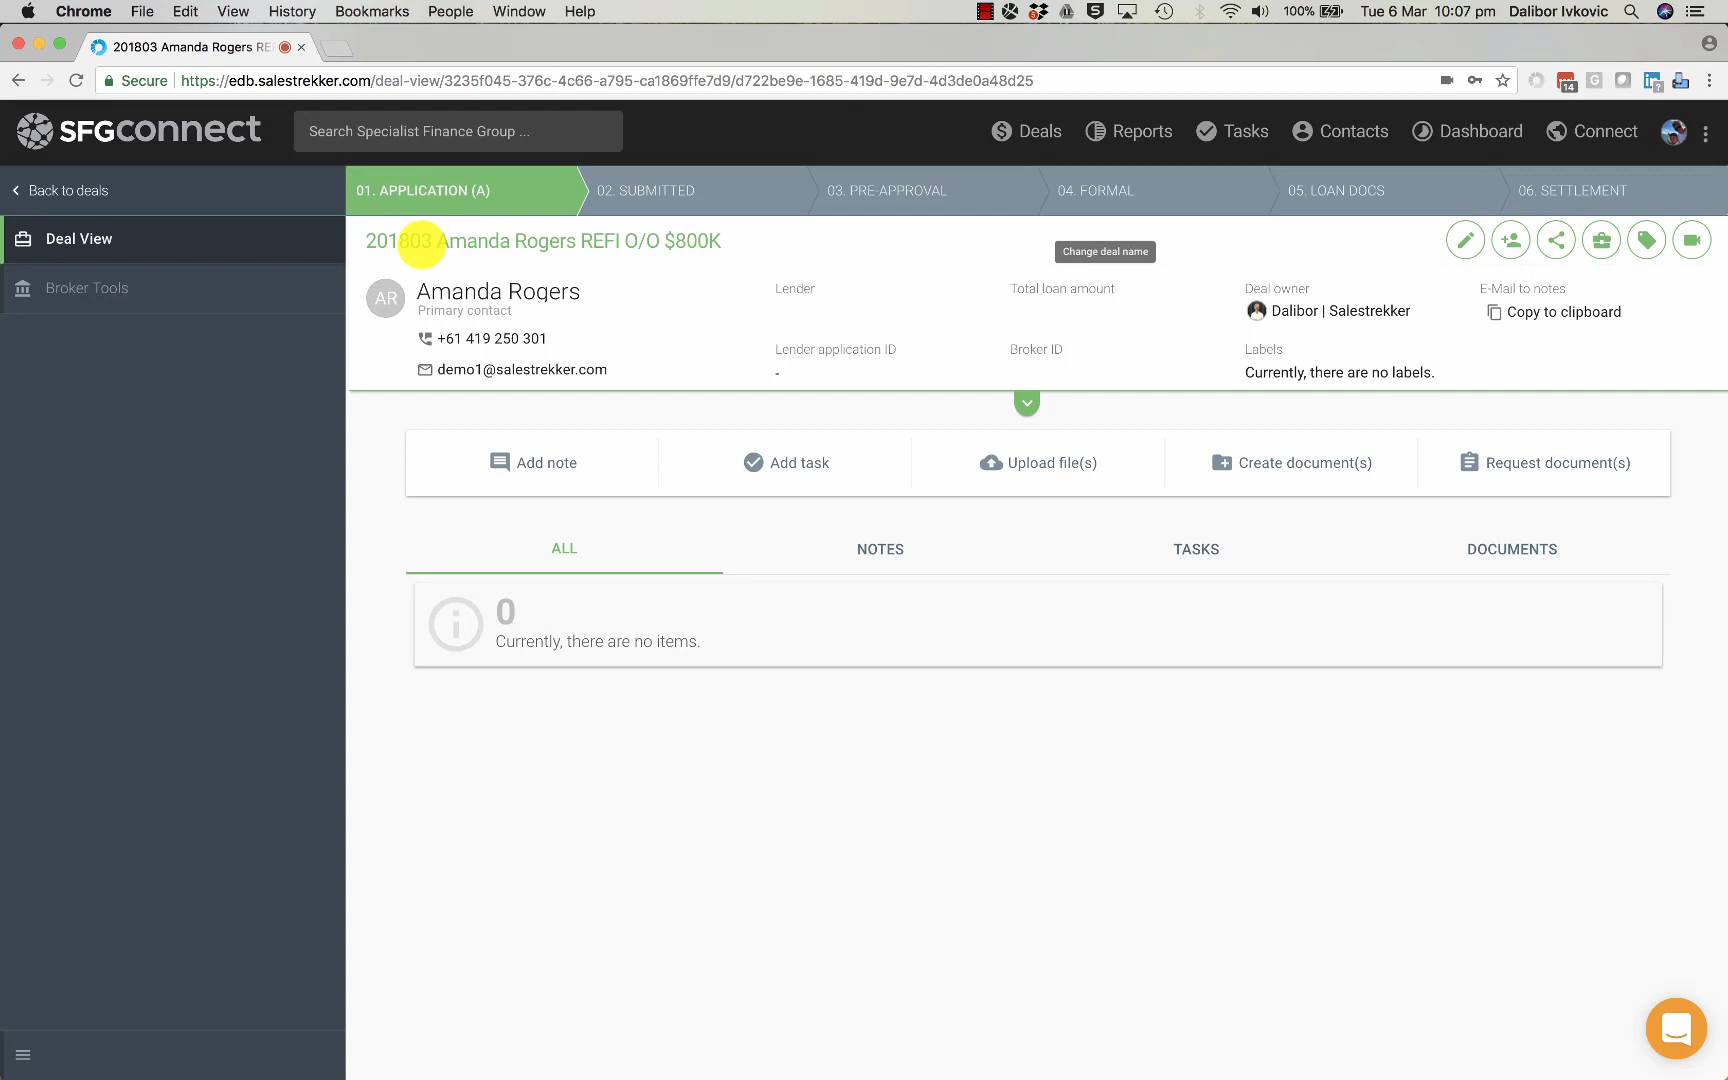 Chrome File Edit View History Bookmarks People Window Help 100% Tue 6 Mar 10:07 pm Dalibor Ivkovic
201803 Amanda Rogers REFI
Secure https://edb.salestrekker.com/deal-view/3235f045-376c-4c66-a795-ca1869ffe7d9/d722be9e-1685-419d-9e7d-4d3de0a48d25
14
SFGconnect Search Specialist Finance Group ... Deals Reports Tasks Contacts Dashboard Connect
Back to deals 01. APPLICATION (A) 02. SUBMITTED 03. PRE-APPROVAL 04. FORMAL 05. LOAN DOCS 06. SETTLEMENT
Deal View 201803 Amanda Rogers REFI O/O $800K
Change deal name
Broker Tools
AR Amanda Rogers Lender Total loan amount Deal owner E-Mail to notes
Primary contact Dalibor | Salestrekker Copy to clipboard
+61 419 250 301 Lender application ID Broker ID Labels
demo1@salestrekker.com - Currently, there are no labels.
Add note Add task Upload file(s) Create document(s) Request document(s)
ALL NOTES TASKS DOCUMENTS
0
Currently, there are no items.